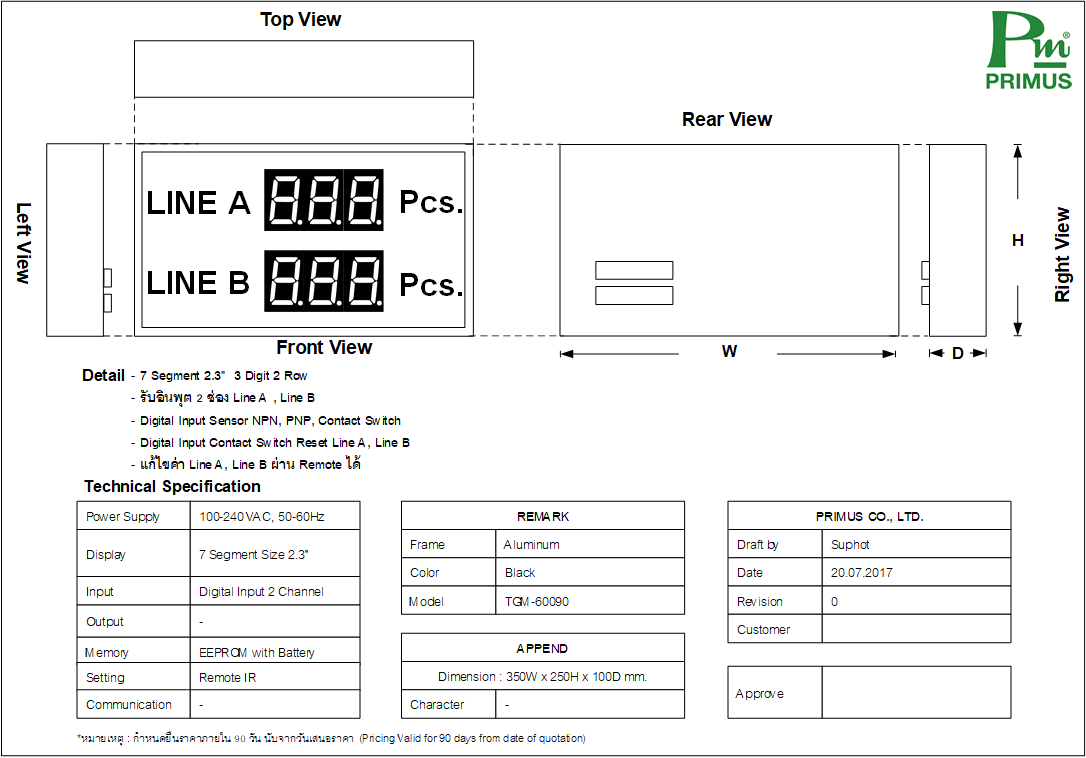 Top View
Pm®
PRIMUS
Rear View
Left View
LINE A 888 Pcs.
LINE B 888 Pcs.
Front View
H
Right View
W
D
Detail - 7 Segment 2.3" 3 Digit 2 Row
- รับอินพุต 2 ช่อง Line A , Line B
- Digital Input Sensor NPN, PNP, Contact Switch
- Digital Input Contact Switch Reset Line A, Line B
- แก้ไขค่า Line A, Line B ผ่าน Remote ได้
Technical Specification
Power Supply 100-240VAC, 50-60Hz
Display 7 Segment Size 2.3"
Input Digital Input 2 Channel
Output -
Memory EEPROM with Battery
Setting Remote IR
Communication -
REMARK
Frame Aluminum
Color Black
Model TGM-60090
APPEND
Dimension : 350W x 250H x 100D mm.
Character -
PRIMUS CO., LTD.
Draft by Suphot
Date 20.07.2017
Revision 0
Customer
Approve
*หมายเหตุ : กำหนดยืนราคาภายใน 90 วัน นับจากวันเสนอราคา (Pricing Valid for 90 days from date of quotation)